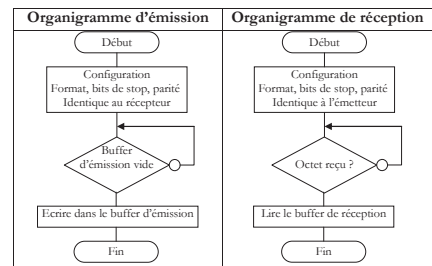 Organigramme d'émission
Début
Configuration
Format, bits de stop, parité
Identique au récepteur
Buffer
d'émission vide
Ecrire dans le buffer d'émission
Fin
Organigramme de réception
Début
Configuration
Format, bits de stop, parité
Identique à l'émetteur
Octet reçu ?
Lire le buffer de réception
Fin